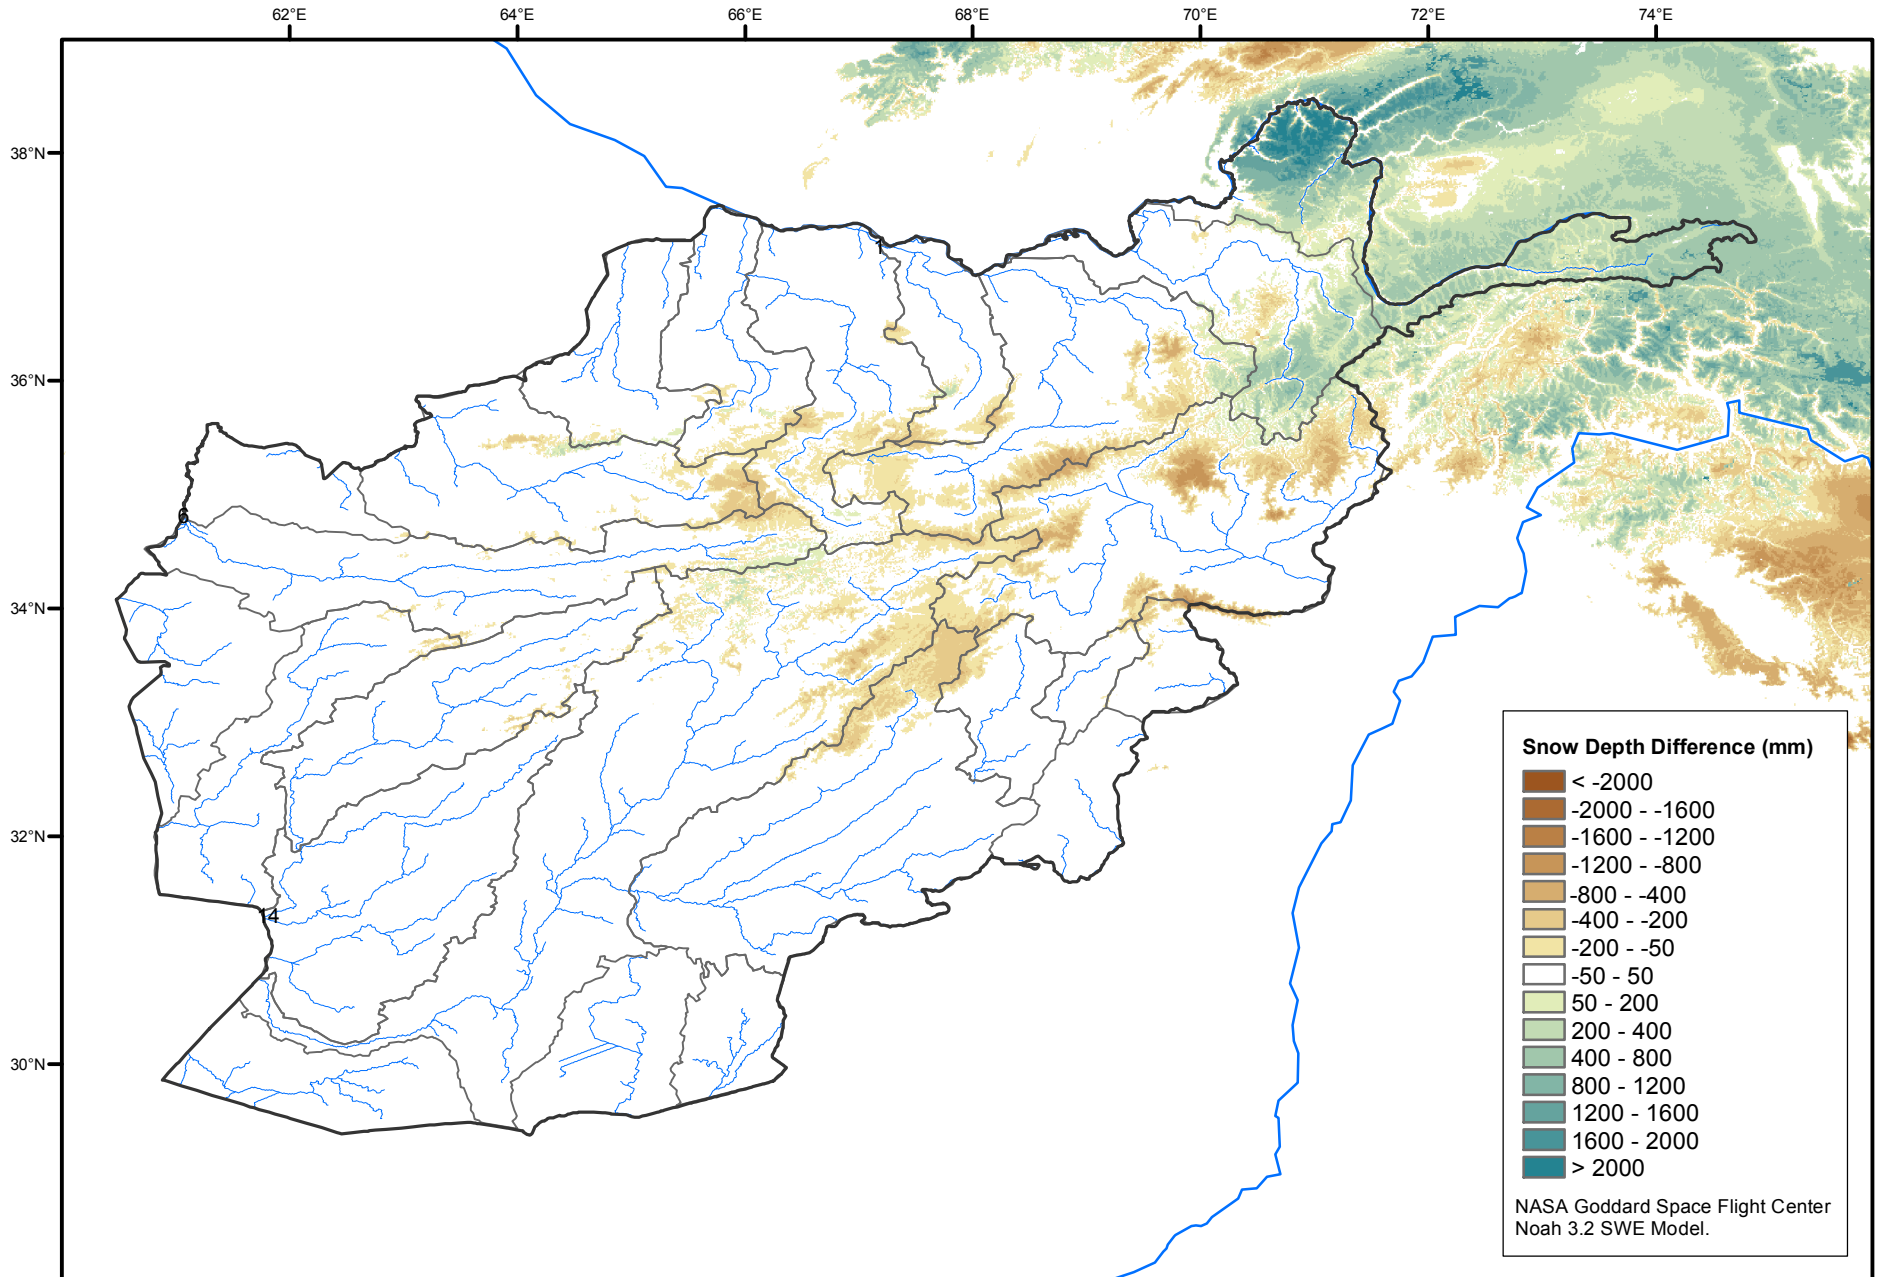 62°E 64°E 66°E 68°E 70°E 72°E 74°E
38°N
1
36°N
6
34°N
32°N
14
30°N
Snow Depth Difference (mm)
< -2000
-2000 - -1600
-1600 - -1200
-1200 - -800
-800 - -400
-400 - -200
-200 - -50
-50 - 50
50 - 200
200 - 400
400 - 800
800 - 1200
1200 - 1600
1600 - 2000
> 2000
NASA Goddard Space Flight Center
Noah 3.2 SWE Model.